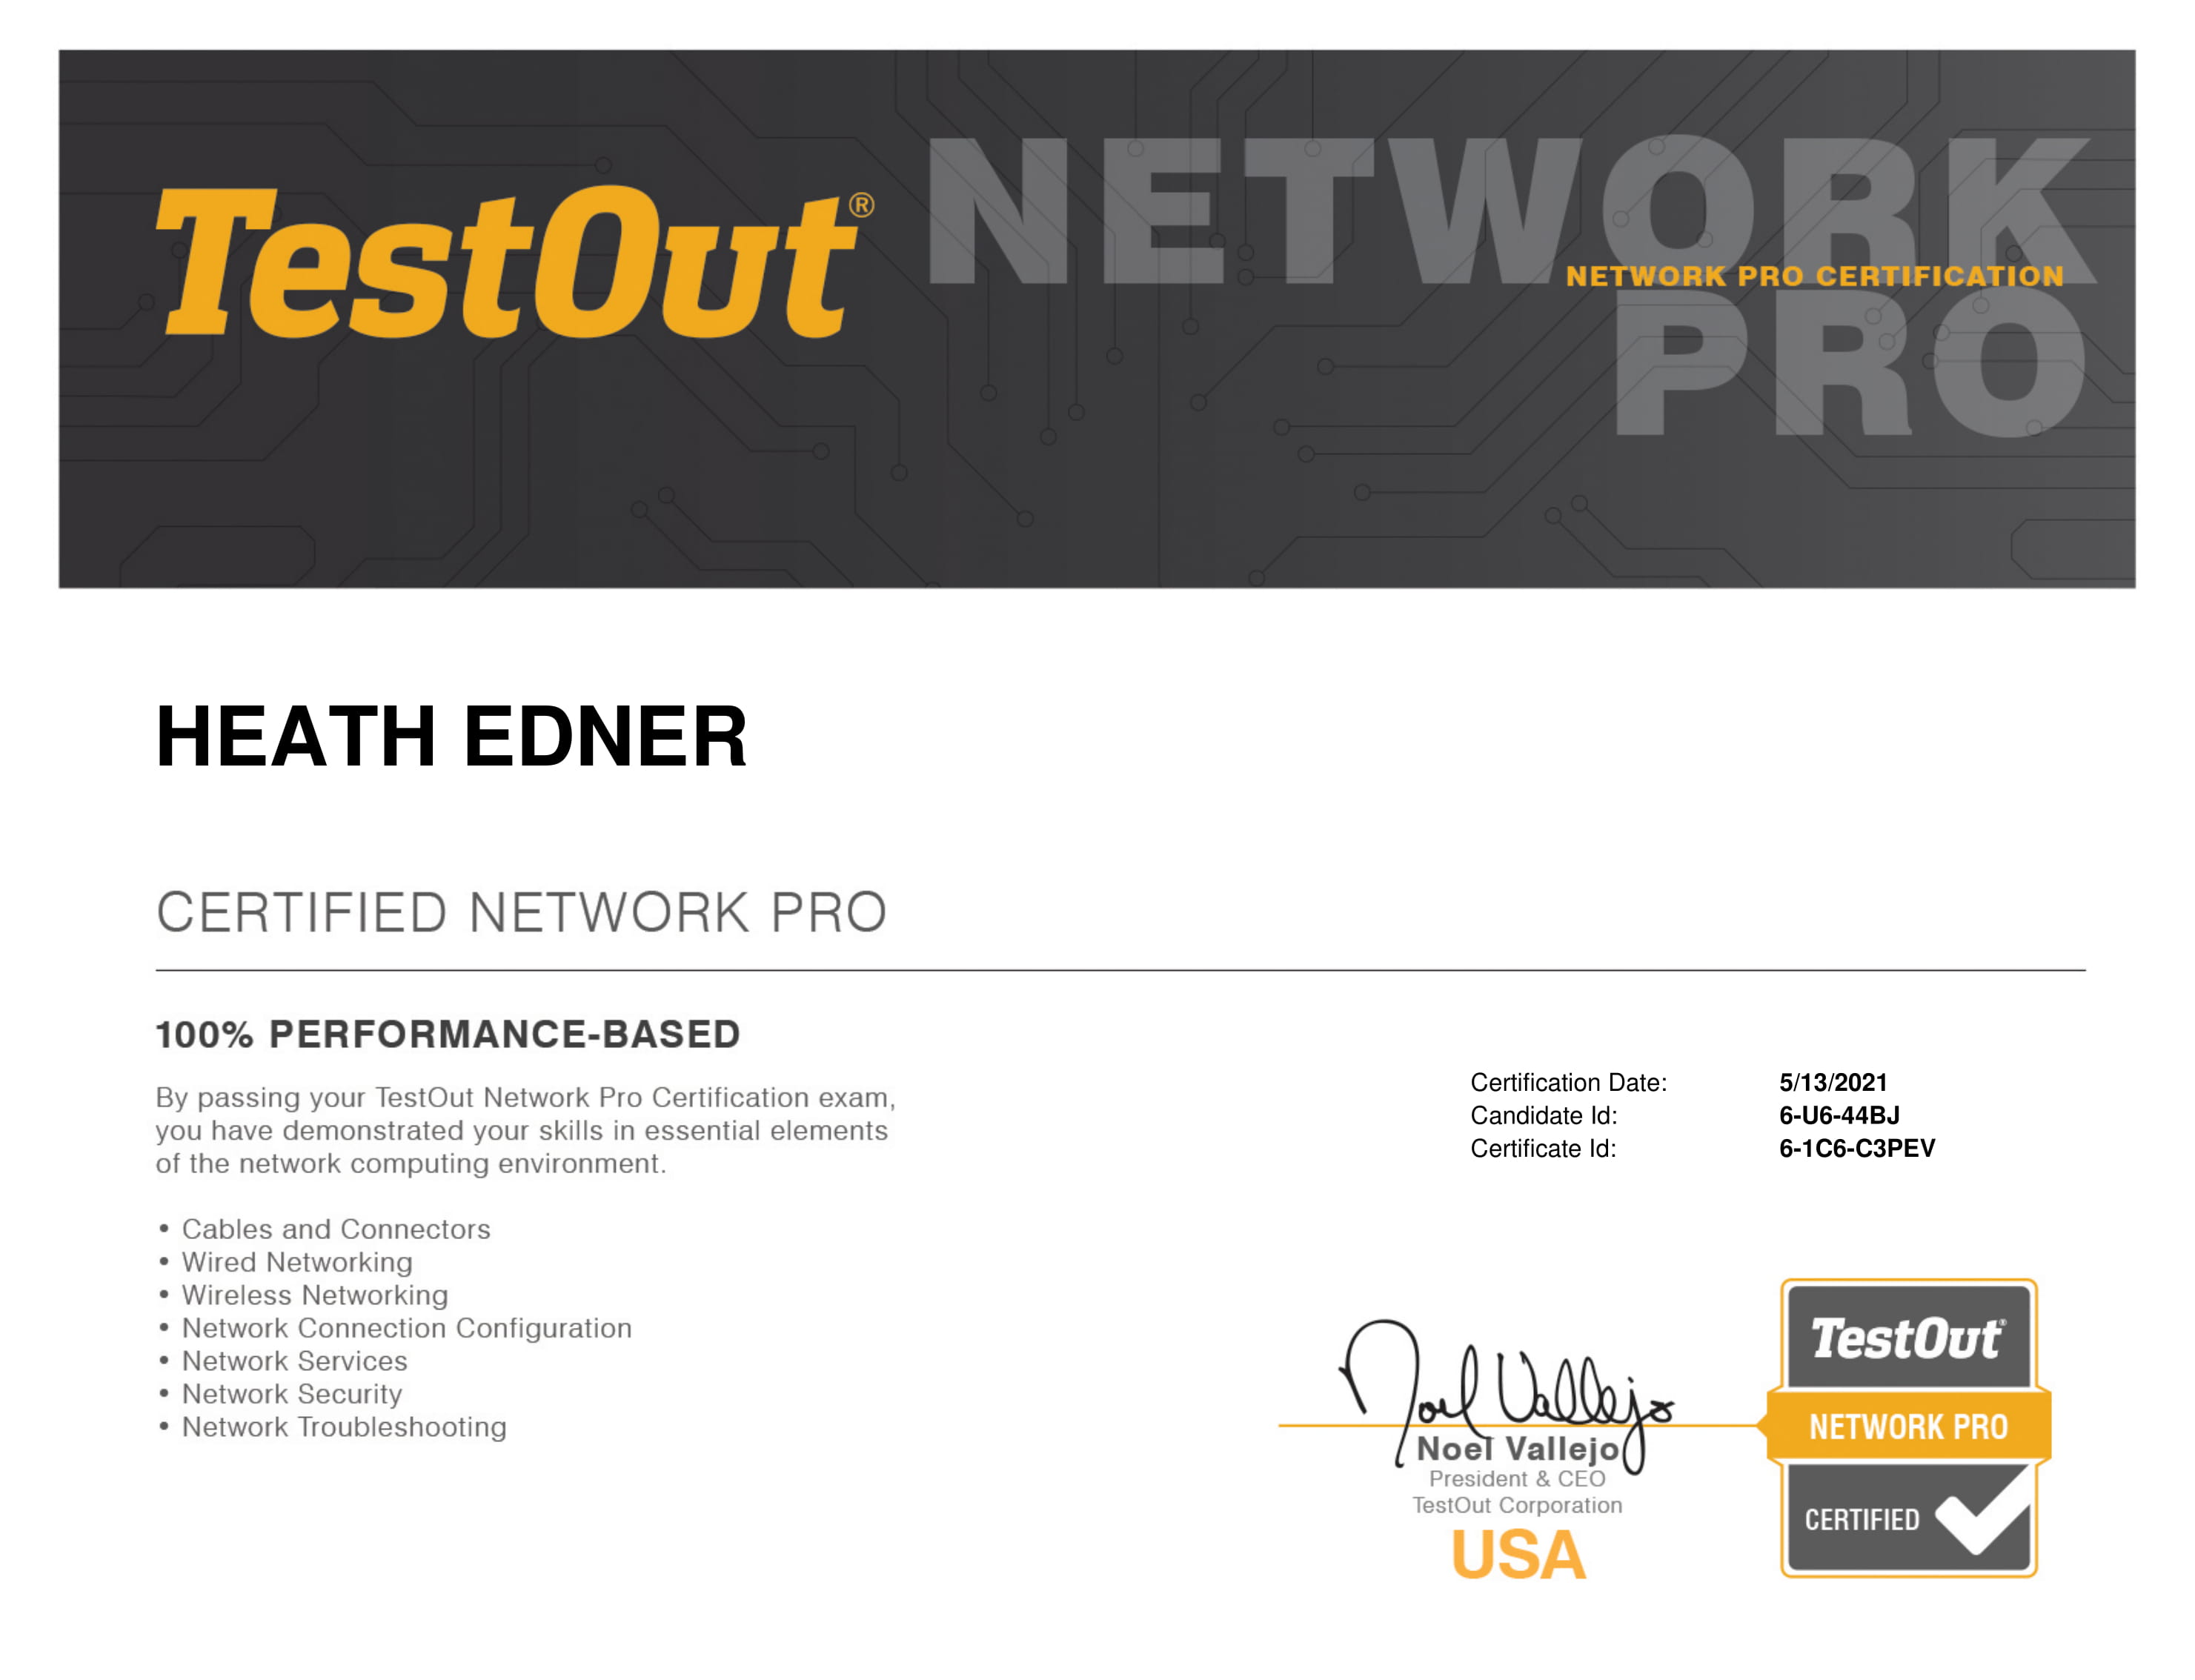 TestOut®
NETWORK
NETWORK PRO CERTIFICATION
PRO
HEATH EDNER
CERTIFIED NETWORK PRO
100% PERFORMANCE-BASED
By passing your TestOut Network Pro Certification exam,
you have demonstrated your skills in essential elements
of the network computing environment.
• Cables and Connectors
• Wired Networking
• Wireless Networking
• Network Connection Configuration
• Network Services
• Network Security
• Network Troubleshooting
Certification Date: 5/13/2021
Candidate Id: 6-U6-44BJ
Certificate Id: 6-1C6-C3PEV
Noel Vallejo
Noel Vallejo
President & CEO
TestOut Corporation
USA
TestOut®
NETWORK PRO
CERTIFIED